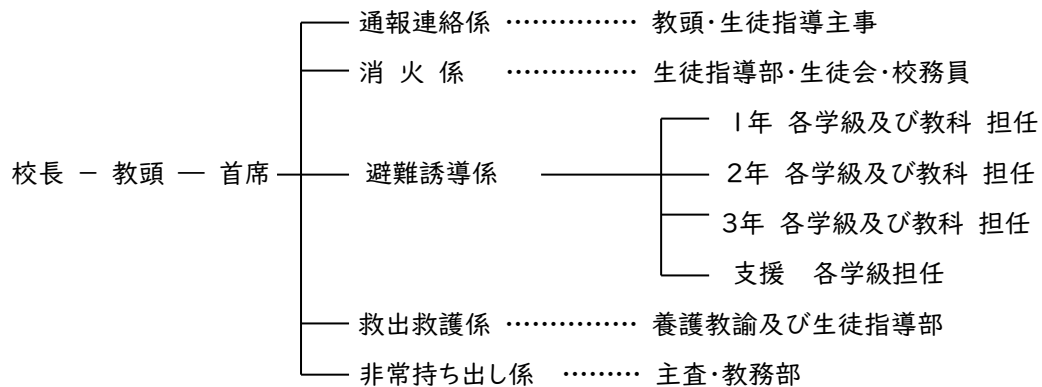 通報連絡係 …………… 教頭・生徒指導主事
消 火 係 …………… 生徒指導部・生徒会・校務員
1年 各学級及び教科 担任
校長 － 教頭 ― 首席 避難誘導係 2年 各学級及び教科 担任
3年 各学級及び教科 担任
支援 各学級担任
救出救護係 …………… 養護教諭及び生徒指導部
非常持ち出し係 ……… 主査・教務部